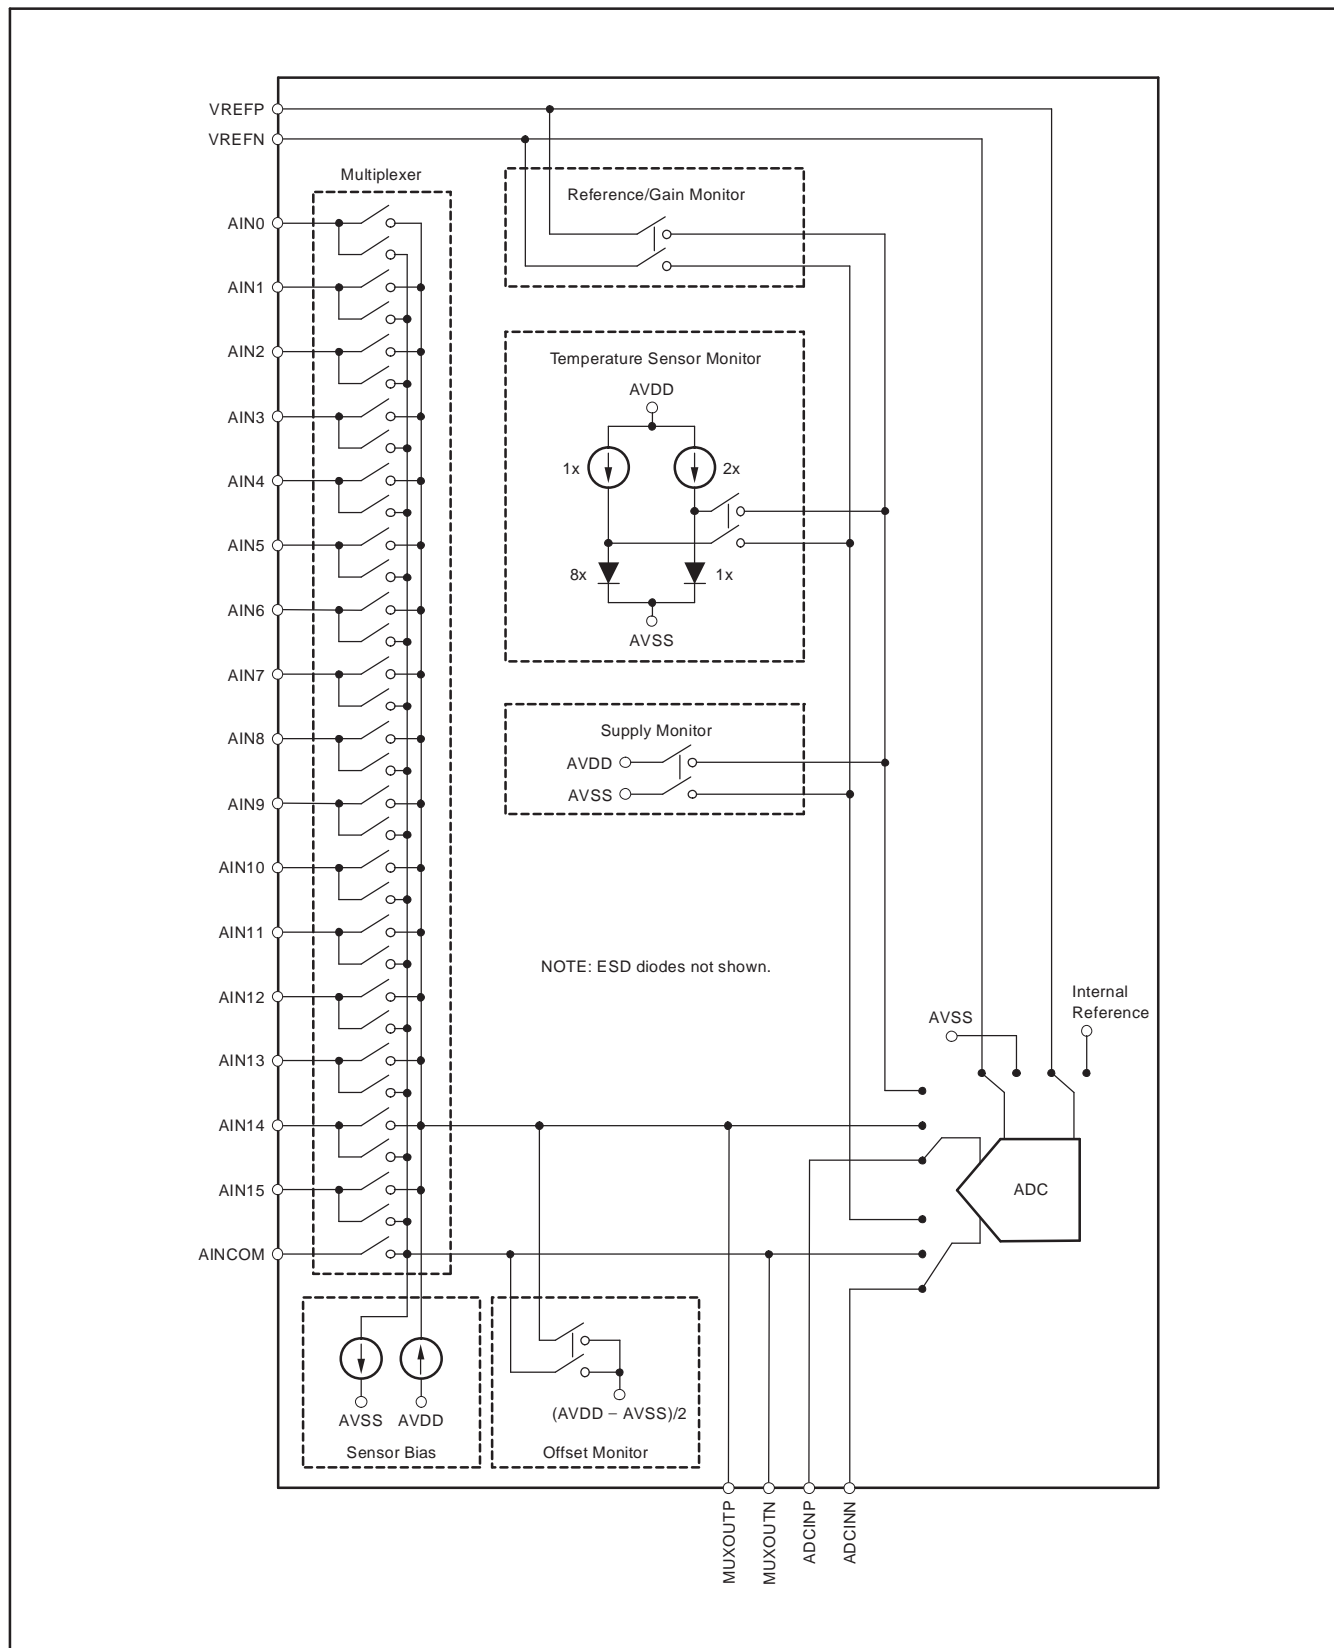 VREFP
VREFN
Multiplexer
Reference/Gain Monitor
AIN0
AIN1
AIN2
AIN3
AIN4
AIN5
AIN6
AIN7
AIN8
AIN9
AIN10
AIN11
AIN12
AIN13
AIN14
AIN15
AINCOM
Temperature Sensor Monitor
AVDD
1x
2x
8x
1x
AVSS
Supply Monitor
AVDD
AVSS
NOTE: ESD diodes not shown.
Internal
Reference
AVSS
ADC
AVSS
AVDD
Sensor Bias
(AVDD − AVSS)/2
Offset Monitor
MUXOUTP
MUXOUTN
ADCINP
ADCINN